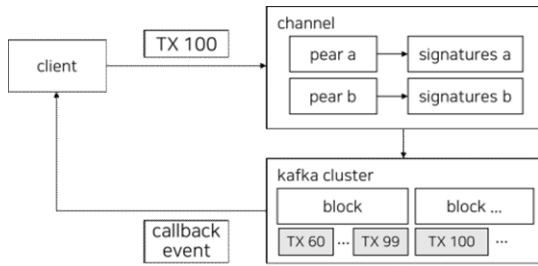 channel
TX 100
client
pear a
signatures a
pear b
signatures b
kafka cluster
block
block ...
callback
event
TX 60
...
TX 99
TX 100
...